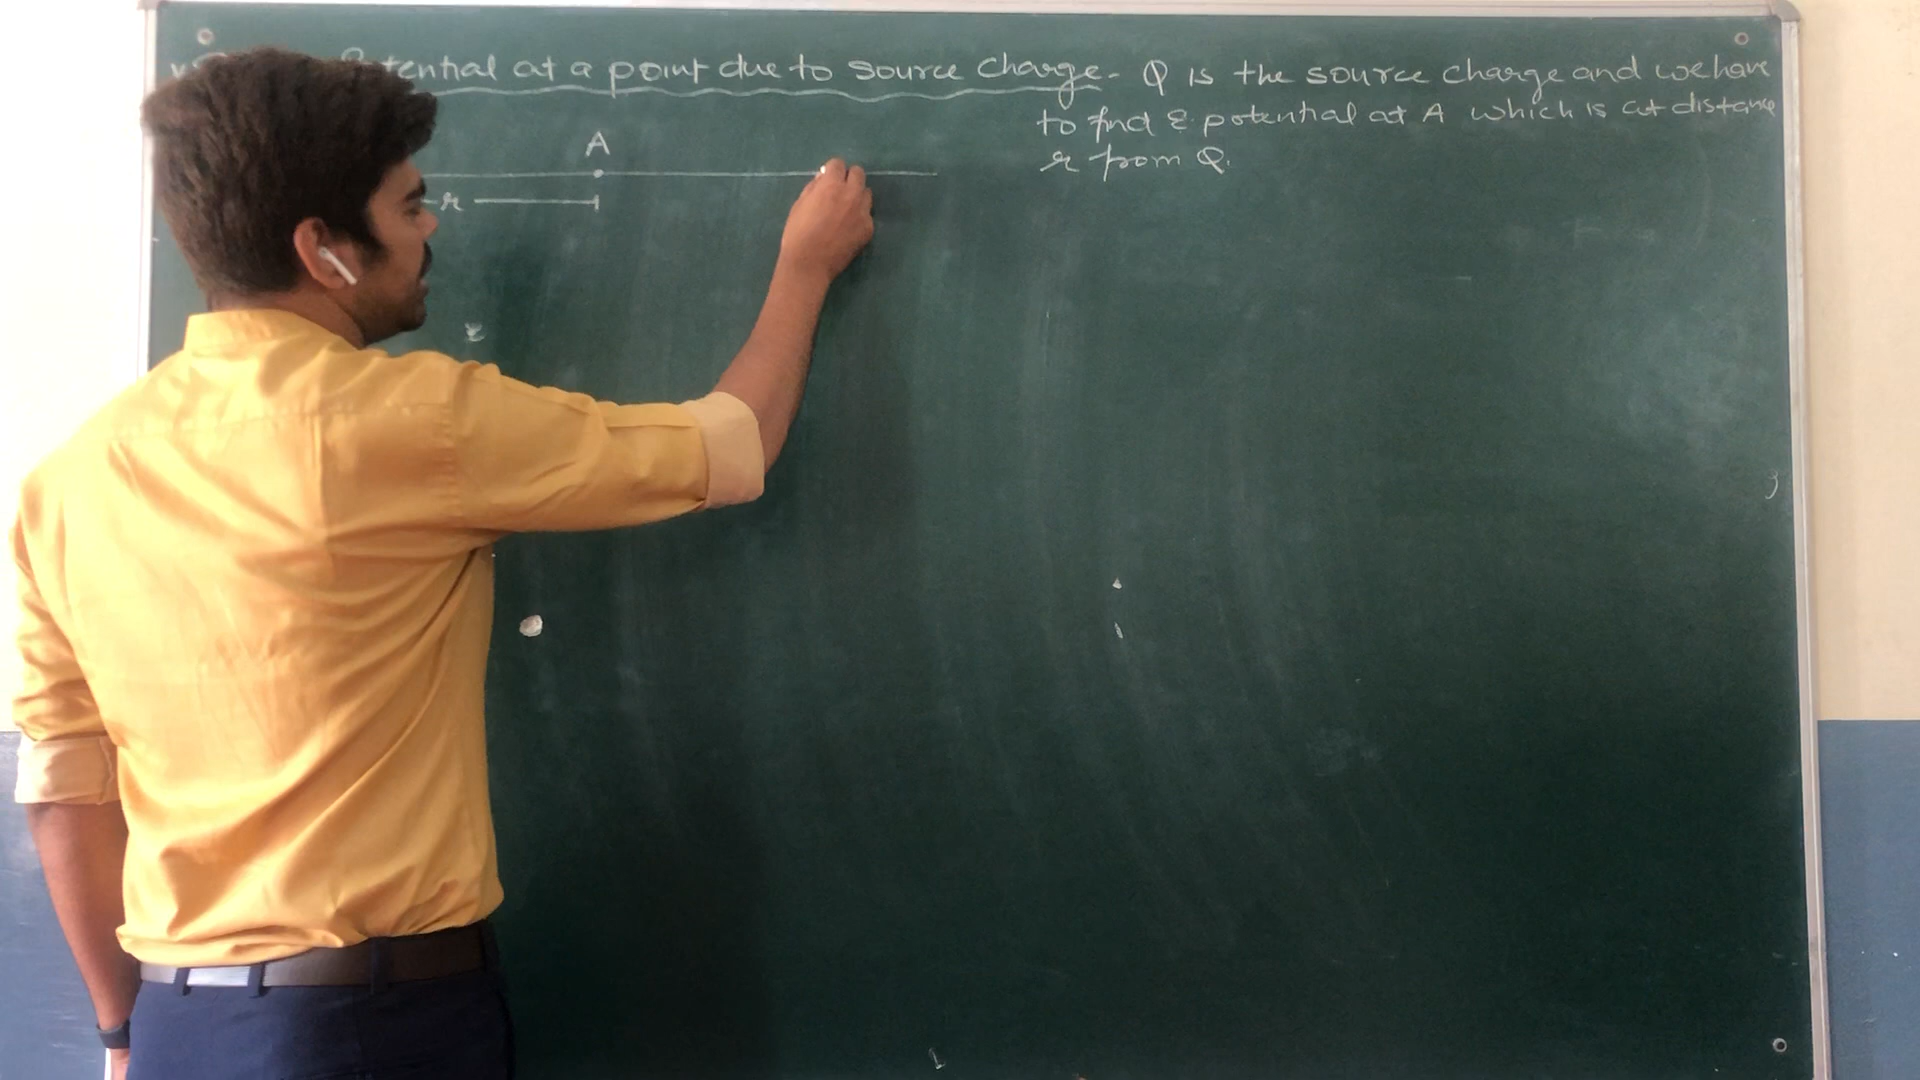 Potential at a point due to source charge - Q is the source charge and we have
to find E. potential at A which is at distance
r from Q.
A
r